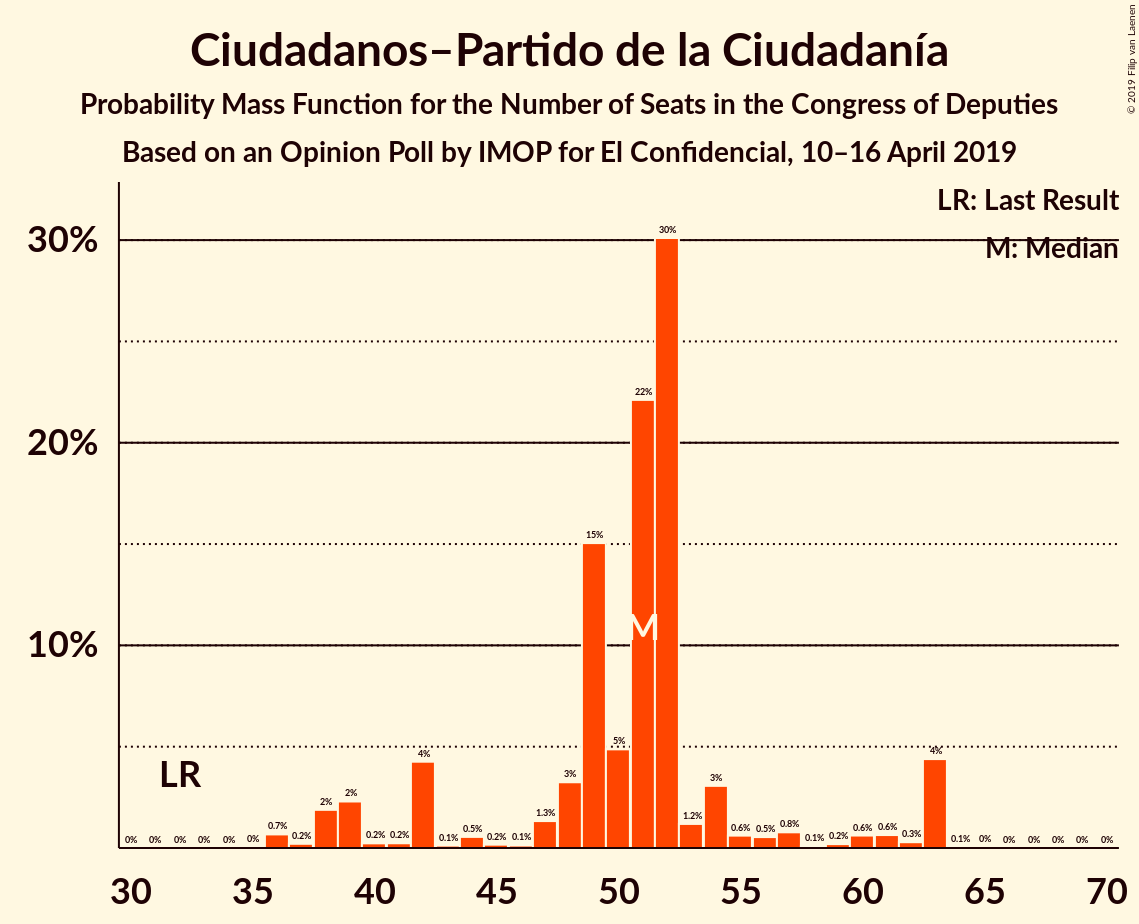 Ciudadanos–Partido de la Ciudadanía
Probability Mass Function for the Number of Seats in the Congress of Deputies
Based on an Opinion Poll by IMOP for El Confidencial, 10–16 April 2019
© 2019 Filip van Laenen
LR: Last Result
M: Median
30%
20%
10%
LR
M
0% 0% 0% 0% 0% 0% 0.7% 0.2% 2% 2% 0.2% 0.2% 4% 0.1% 0.5% 0.2% 0.1% 1.3% 3% 15% 5% 22% 30% 1.2% 3% 0.6% 0.5% 0.8% 0.1% 0.2% 0.6% 0.6% 0.3% 4% 0.1% 0% 0% 0% 0% 0% 0%
30 35 40 45 50 55 60 65 70